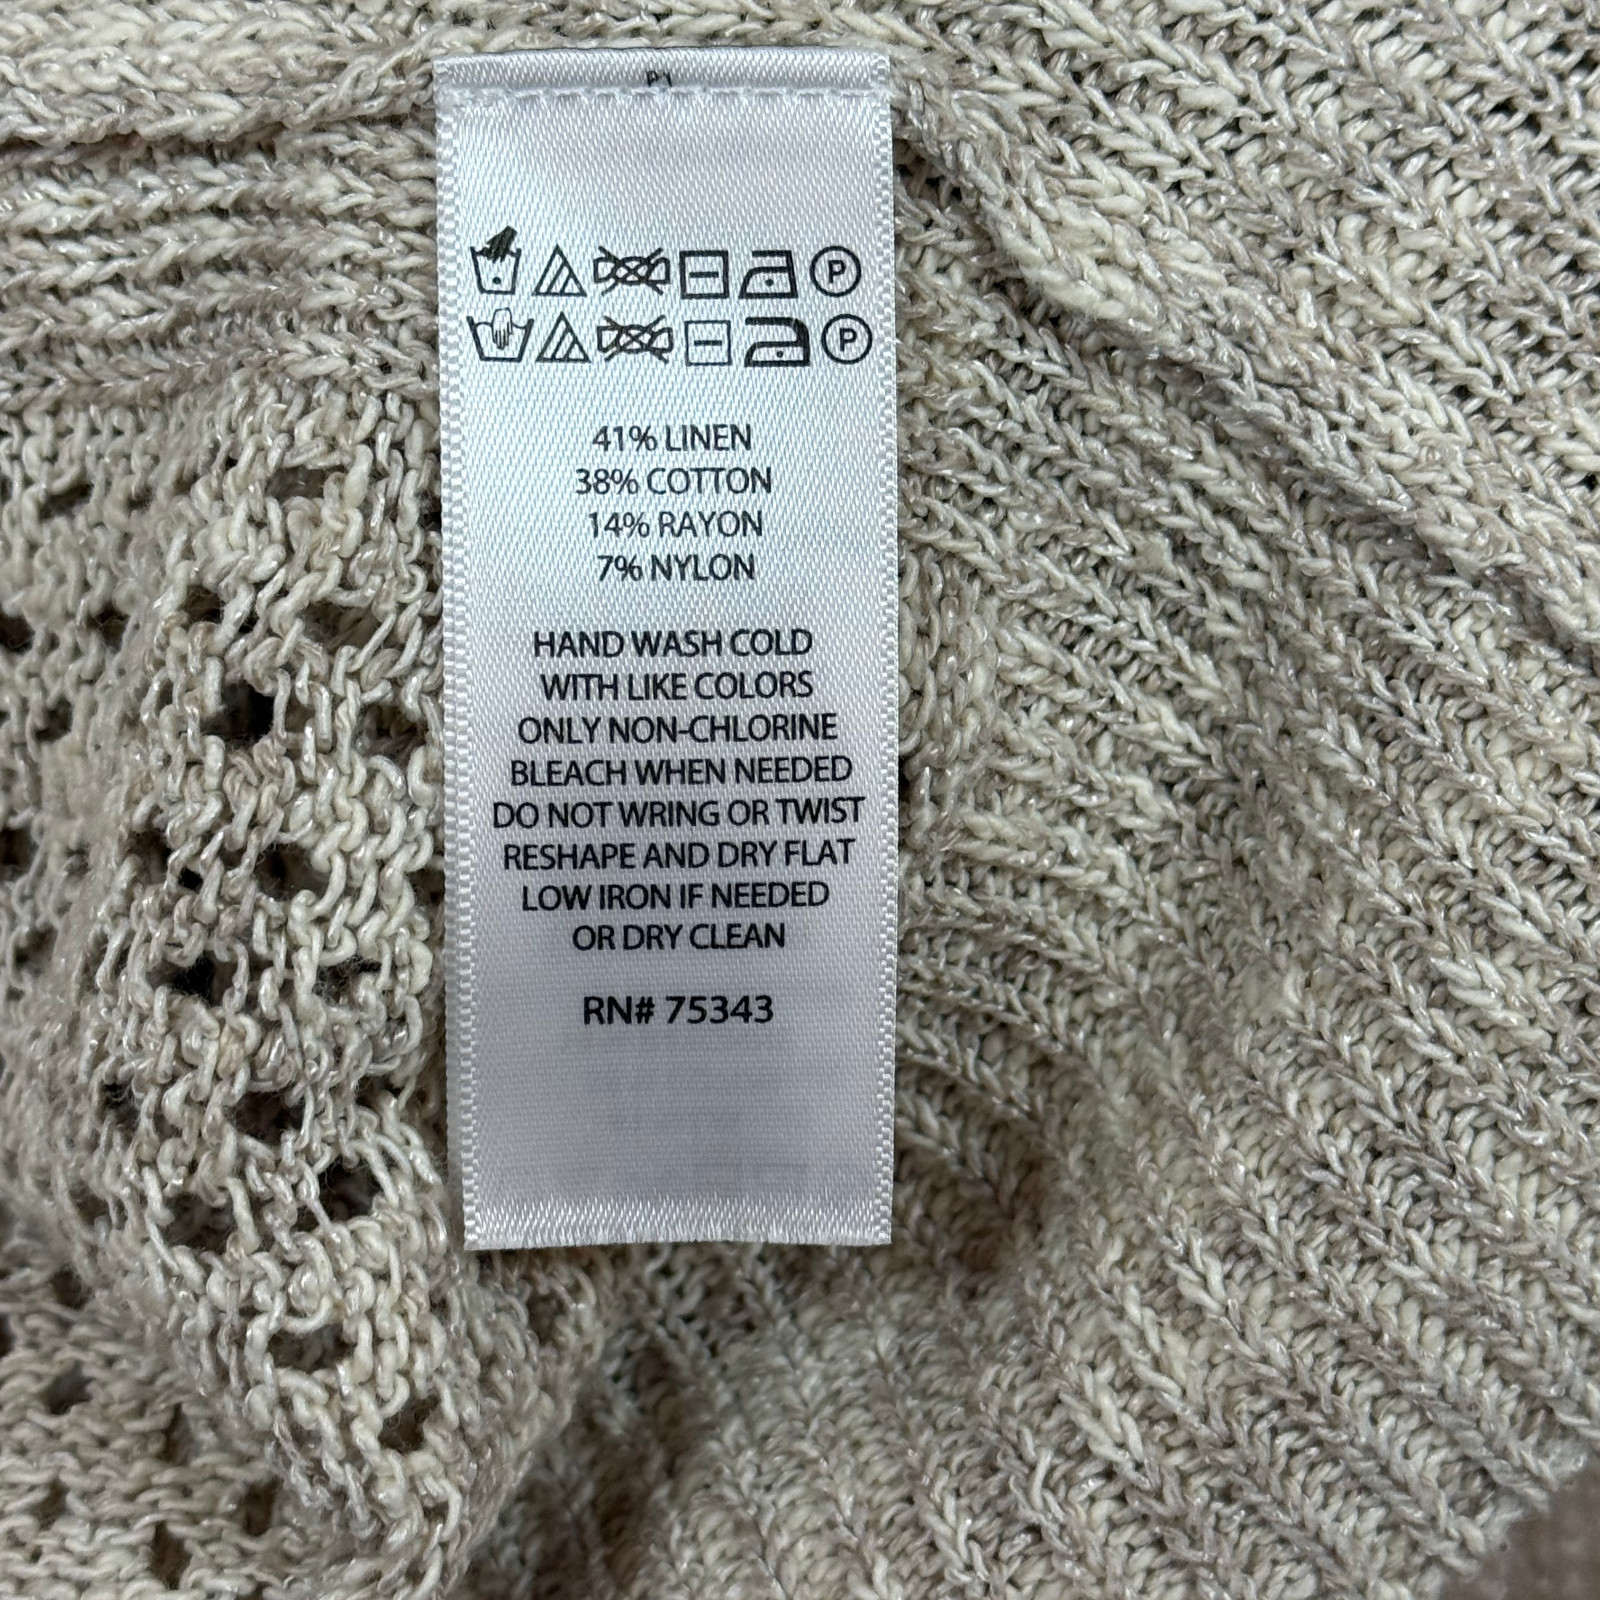 P
P
41% LINEN
38% COTTON
14% RAYON
7% NYLON
HAND WASH COLD
WITH LIKE COLORS
ONLY NON-CHLORINE
BLEACH WHEN NEEDED
DO NOT WRING OR TWIST
RESHAPE AND DRY FLAT
LOW IRON IF NEEDED
OR DRY CLEAN
RN# 75343